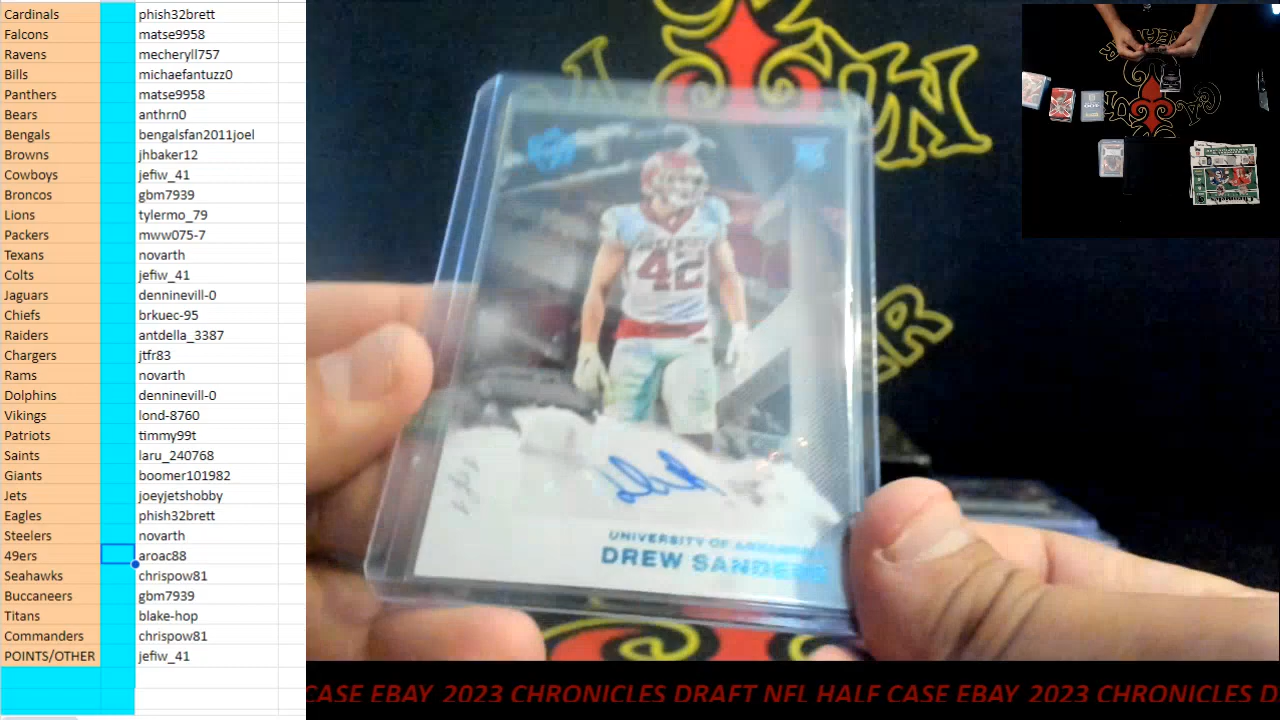 Cardinals phish32brett
Falcons matse9958
Ravens mecheryll757
Bills michaefantuzz0
Panthers matse9958
Bears anthrn0
Bengals bengalsfan2011joel
Browns jhbaker12
Cowboys jefiw_41
Broncos gbm7939
Lions tylermo_79
Packers mww075-7
Texans novarth
Colts jefiw_41
Jaguars denninevill-0
Chiefs brkuec-95
Raiders antdella_3387
Chargers jtfr83
Rams novarth
Dolphins denninevill-0
Vikings lond-8760
Patriots timmy99t
Saints laru_240768
Giants boomer101982
Jets joeyjetshobby
Eagles phish32brett
Steelers novarth
49ers aroac88
Seahawks chrispow81
Buccaneers gbm7939
Titans blake-hop
Commanders chrispow81
POINTS/OTHER jefiw_41
42
UNIVERSITY OF ARKANSAS
DREW SANDERS
CASE EBAY 2023 CHRONICLES DRAFT NFL HALF CASE EBAY 2023 CHRONICLES D